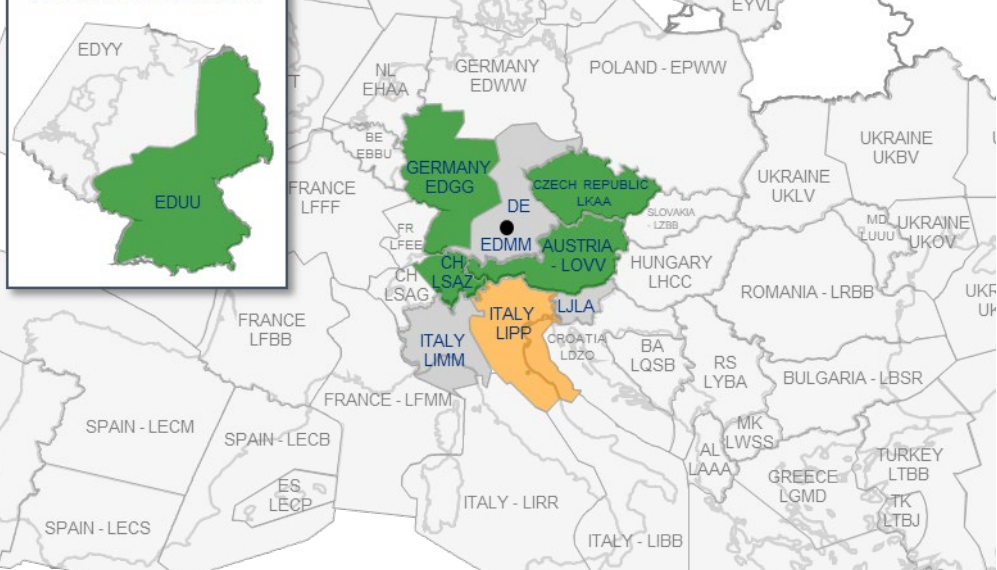 EDYY
EDUU
EYVL
GERMANY
EDWW
POLAND - EPWW
NL
EHAA
BE
EBBU
UKRAINE
UKBV
UKRAINE
UKLV
GERMANY
EDGG
CZECH REPUBLIC
LKAA
FRANCE
LFFF
DE
EDMM
SLOVAKIA
- LZBB
MD
LUUU
UKRAINE
UKOV
FR
LFEE
AUSTRIA
- LOVV
CH
LSAZ
CH
LSAG
HUNGARY
LHCC
ROMANIA - LRBB
UKR
FRANCE
LFBB
ITALY
LIPP
LJLA
ITALY
LIMM
CROATIA
LDZO
BA
LQSB
RS
LYBA
BULGARIA - LBSR
FRANCE - LFMM
SPAIN - LECM
SPAIN - LECB
MK
LWSS
AL
LAAA
TURKEY
LTBB
GREECE
LGMD
ES
LECP
ITALY - LIRR
TK
LTBJ
SPAIN - LECS
ITALY - LIBB